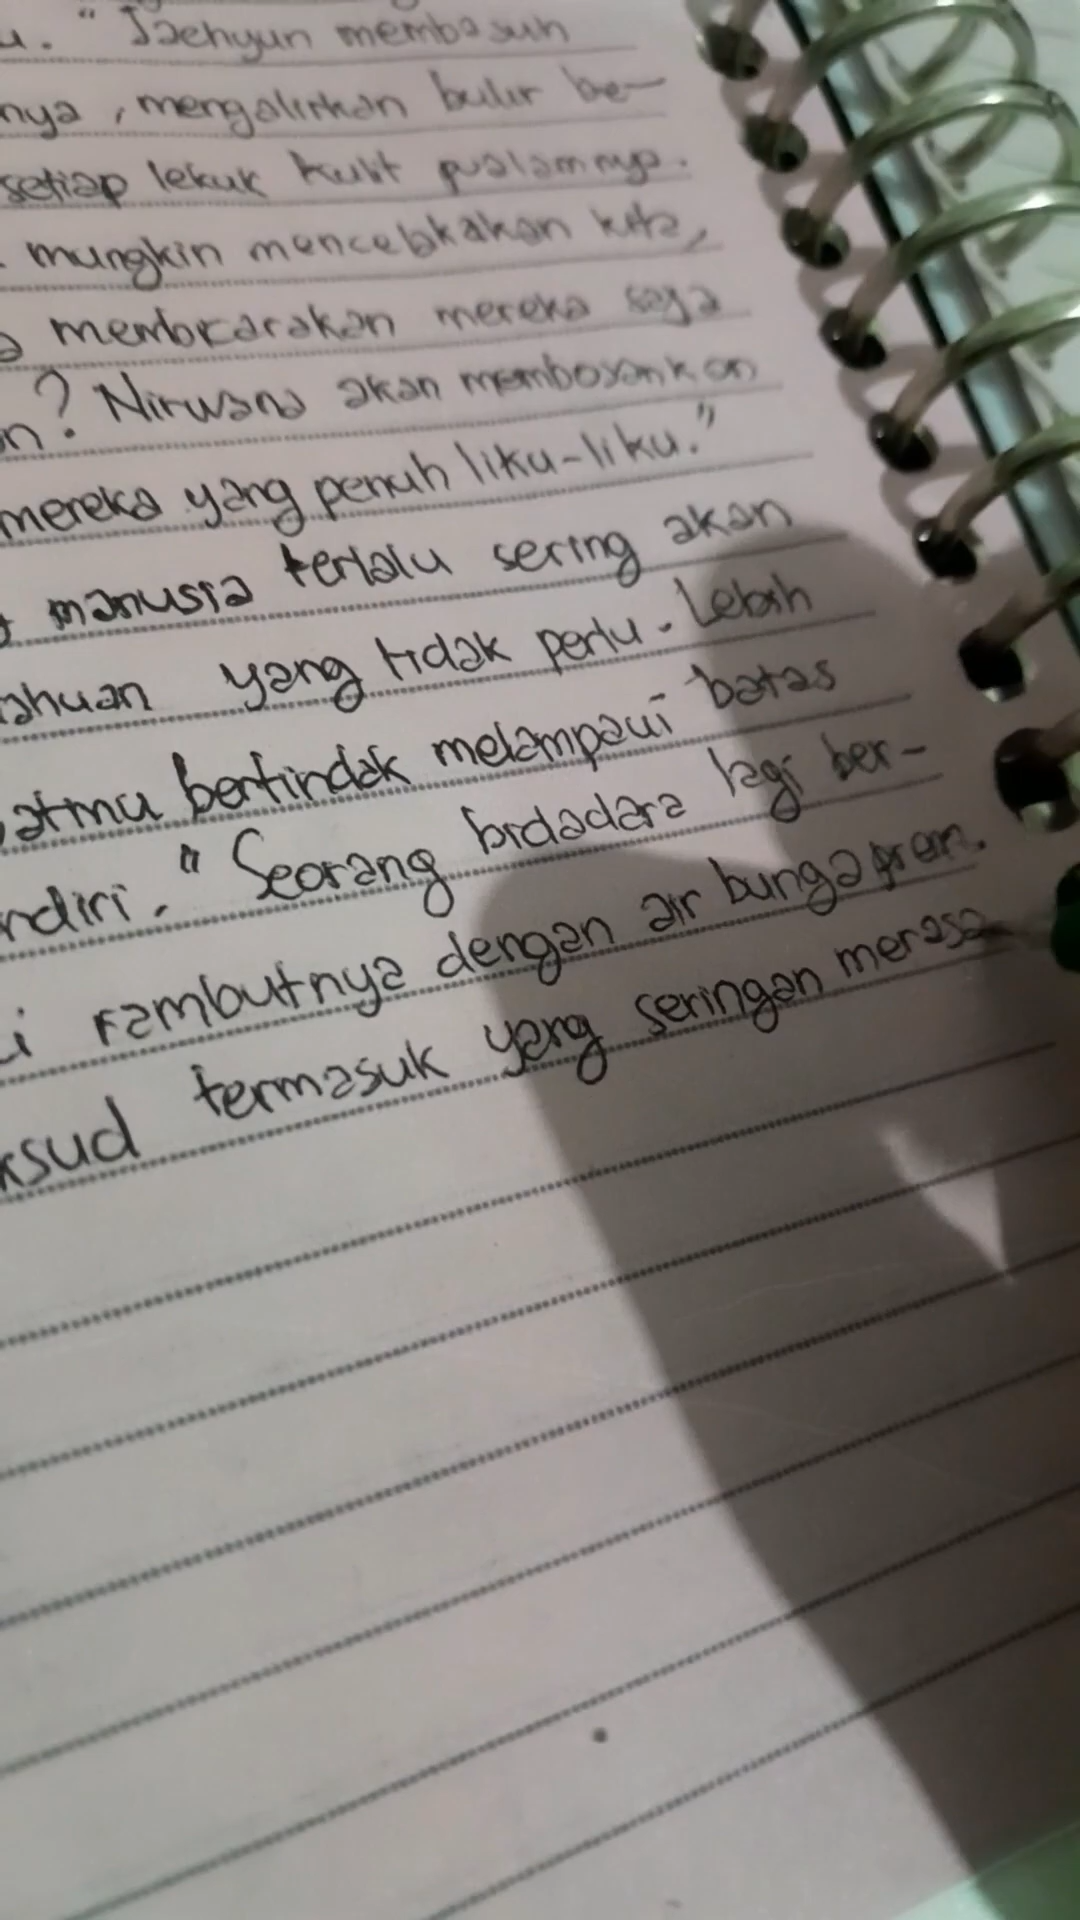 u. " Jaehyun membasuh
nya, mengalirkan bulir be-
setiap lekuk kulit pualamnya.
mungkin mencebikakan kita,
membicarakan mereka saja
n? Nirwana akan membosankan
mereka yang penuh liku-liku."
manusia terlalu sering akan
ahuan yang tidak perlu. Lebih
atmu bertindak melampaui batas
ndiri. " Seorang bidadara lagi ber-
i rambutnya dengan air bunga prem.
ksud termasuk yang seringan merasa